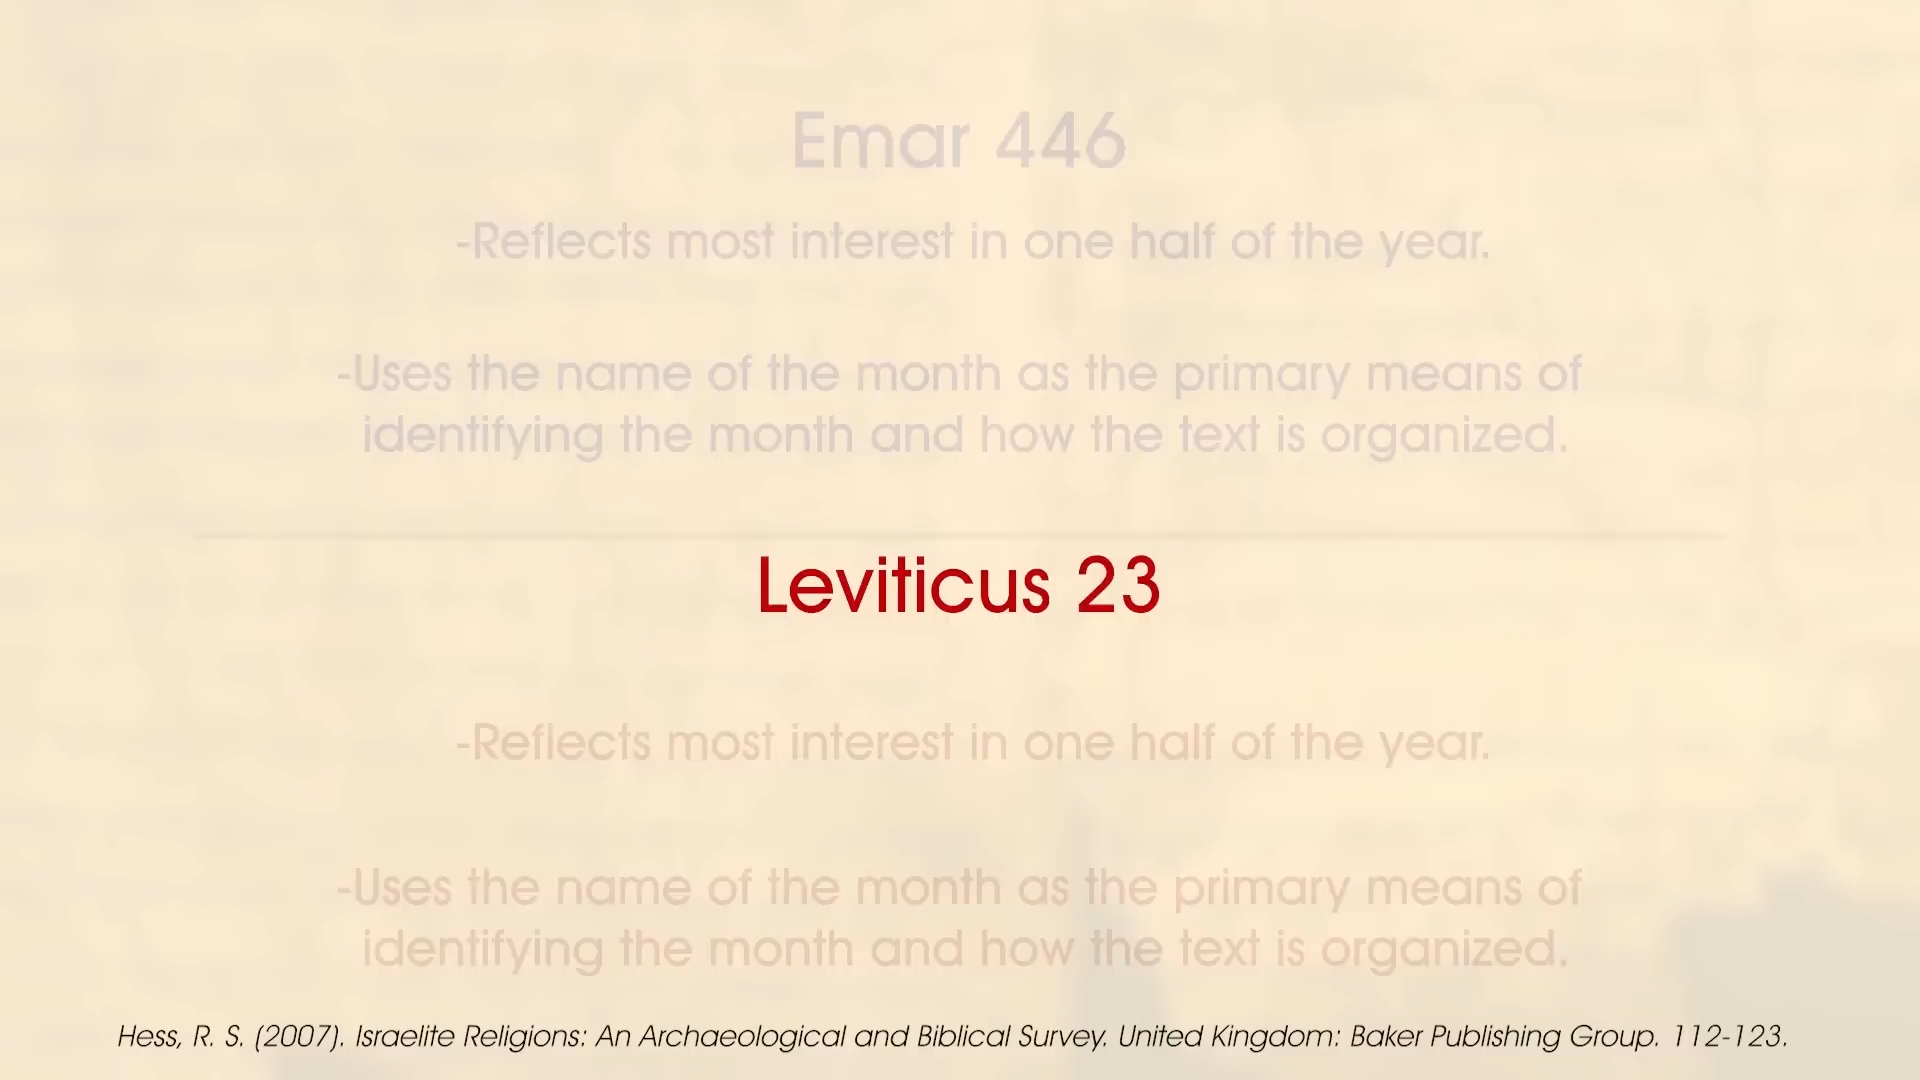 Emar 446
-Reflects most interest in one half of the year.
-Uses the name of the month as the primary means of
identifying the month and how the text is organized.
Leviticus 23
-Reflects most interest in one half of the year.
-Uses the name of the month as the primary means of
identifying the month and how the text is organized.
Hess, R. S. (2007). Israelite Religions: An Archaeological and Biblical Survey. United Kingdom: Baker Publishing Group. 112-123.